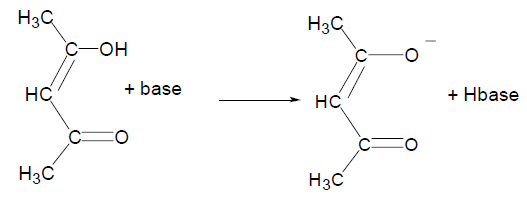 H₃C
C—OH
HC
+ base
C=O
H₃C
H₃C
C—O⁻
HC
+ Hbase
C=O
H₃C